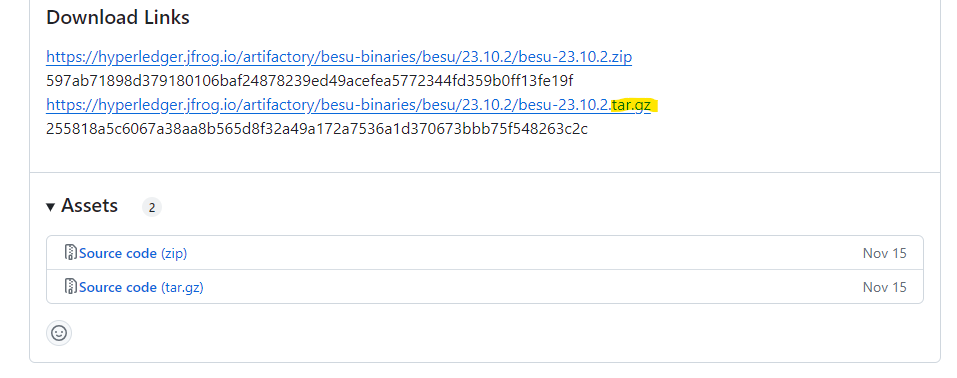 Download Links
https://hyperledger.jfrog.io/artifactory/besu-binaries/besu/23.10.2/besu-23.10.2.zip
597ab71898d379180106baf24878239ed49acefea5772344fd359b0ff13fe19f
https://hyperledger.jfrog.io/artifactory/besu-binaries/besu/23.10.2/besu-23.10.2.tar.gz
255818a5c6067a38aa8b565d8f32a49a172a7536a1d370673bbb75f548263c2c
Assets 2
Source code (zip) Nov 15
Source code (tar.gz) Nov 15